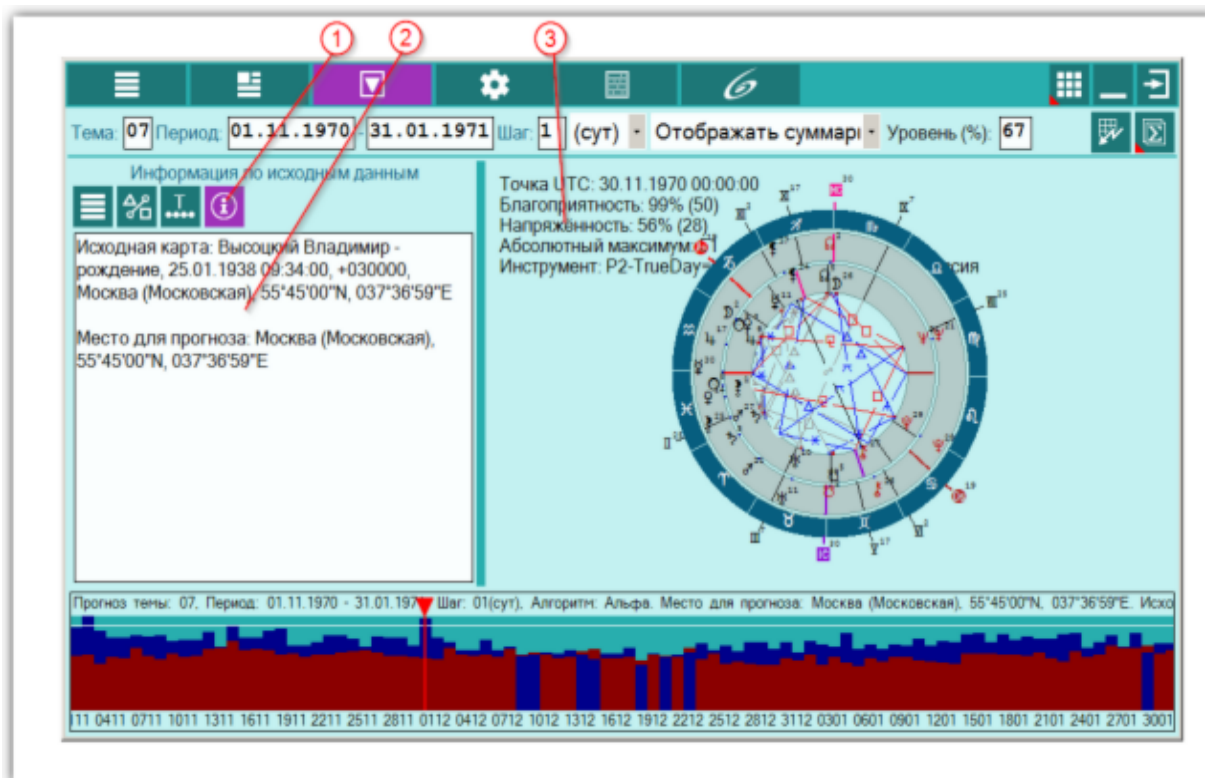 1 2 3
Тема: 07 Период: 01.11.1970 - 31.01.1971 Шаг: 1 (сут) Отображать суммар Уровень (%): 67
Информация по исходным данным
Исходная карта: Высоцкий Владимир -
рождение, 25.01.1938 09:34:00, +030000,
Москва (Московская), 55°45'00"N, 037°36'59"E
Место для прогноза: Москва (Московская),
55°45'00"N, 037°36'59"E
Точка UTC: 30.11.1970 00:00:00
Благоприятность: 99% (50)
Напряженность: 56% (28)
Абсолютный максимум: 51
Инструмент: P2-TrueDay= ссия
Прогноз темы: 07, Период: 01.11.1970 - 31.01.197 Шаг: 01(сут), Алгоритм: Альфа. Место для прогноза: Москва (Московская), 55°45'00"N, 037°36'59"E. Исхо
111 0411 0711 1011 1311 1611 1911 2211 2511 2811 0112 0412 0712 1012 1312 1612 1912 2212 2512 2812 3112 0301 0601 0901 1201 1501 1801 2101 2401 2701 3001